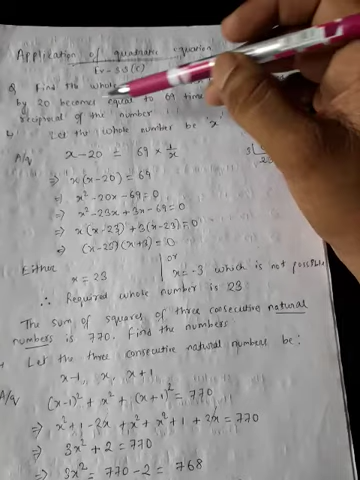 Application of quadratic equation
Ex-5.3(C)
Q Find the whole
by 20 becomes equal to 69 time
reciprocal of the number
Let the whole number be 'x'
A/q x-20 = 69 × 1/x
⇒ x(x-20) = 69
⇒ x² - 20x - 69 = 0
⇒ x² - 23x + 3x - 69 = 0
⇒ x(x-23) + 3(x-23) = 0
⇒ (x-23)(x+3) = 0
Either
x = 23
or
x = -3 which is not possible
∴ Required whole number is 23
The sum of squares of three consecutive natural
numbers is 770. Find the numbers
Let the three consecutive natural numbers be:
x-1, x, x+1
A/q (x-1)² + x² + (x+1)² = 770
⇒ x² + 1 - 2x + x² + x² + 1 + 2x = 770
⇒ 3x² + 2 = 770
⇒ 3x² = 770 - 2 = 768